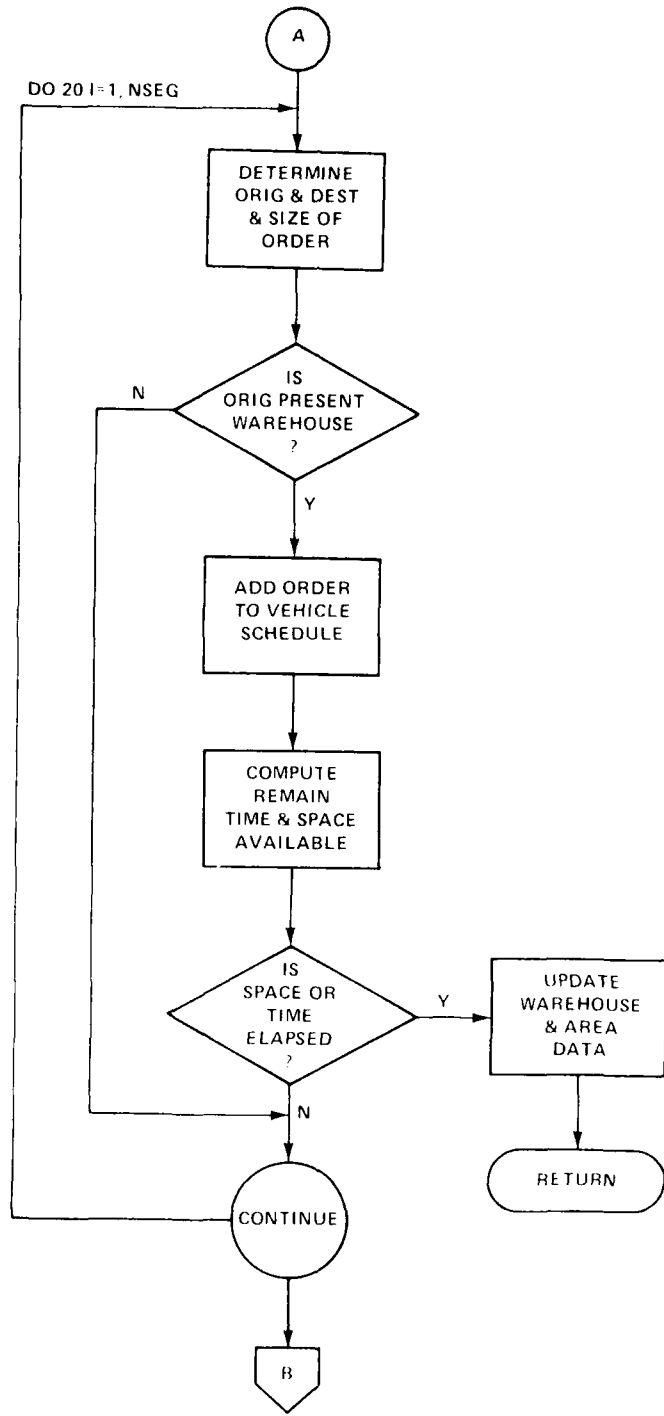 A
DO 20 I=1, NSEG
DETERMINE
ORIG & DEST
& SIZE OF
ORDER
IS
ORIG PRESENT
WAREHOUSE
?
N
Y
ADD ORDER
TO VEHICLE
SCHEDULE
COMPUTE
REMAIN
TIME & SPACE
AVAILABLE
IS
SPACE OR
TIME
ELAPSED
?
Y
UPDATE
WAREHOUSE
& AREA
DATA
N
RETURN
CONTINUE
B